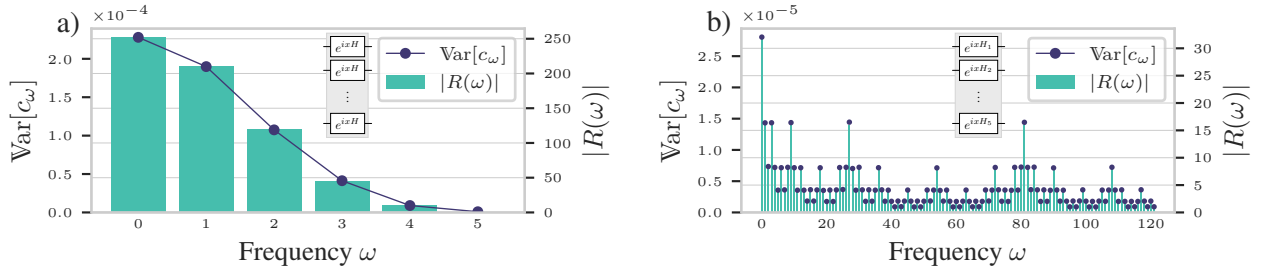 a)
×10⁻⁴
2.0
1.5
1.0
0.5
0.0
𝕍ar[c_ω]
e^{ixH}
e^{ixH}
⋮
e^{ixH}
𝕍ar[c_ω]
|R(ω)|
250
200
150
100
50
0
|R(ω)|
0 1 2 3 4 5
Frequency ω
b)
×10⁻⁵
2.5
2.0
1.5
1.0
0.5
0.0
𝕍ar[c_ω]
e^{ixH₁}
e^{ixH₂}
⋮
e^{ixH₅}
𝕍ar[c_ω]
|R(ω)|
30
25
20
15
10
5
0
|R(ω)|
0 20 40 60 80 100 120
Frequency ω